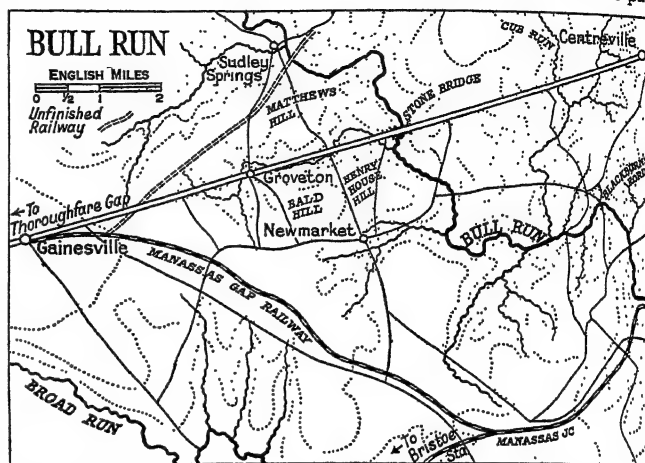 BULL RUN
ENGLISH MILES
0 ½ 1 2
Unfinished
Railway
Sudley
Springs
MATTHEWS
HILL
CUB RUN
Centreville
STONE BRIDGE
Groveton
BALD
HILL
HENRY
HOUSE
HILL
Newmarket
BULL RUN
← To
Thoroughfare Gap
Gainesville
MANASSAS GAP RAILWAY
BROAD RUN
← To
Bristoe
Sta
MANASSAS JC